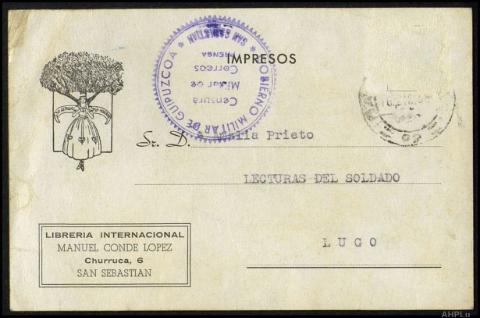 IMPRESOS
GOBIERNO MILITAR DE GUIPUZCOA
★ SAN SEBASTIAN ★
Censura
Militar de
Correos
PRENSA
Sr. D. María Prieto
LECTURAS DEL SOLDADO
LUGO
LIBRERIA INTERNACIONAL
MANUEL CONDE LOPEZ
Churruca, 6
SAN SEBASTIAN
AHPLu